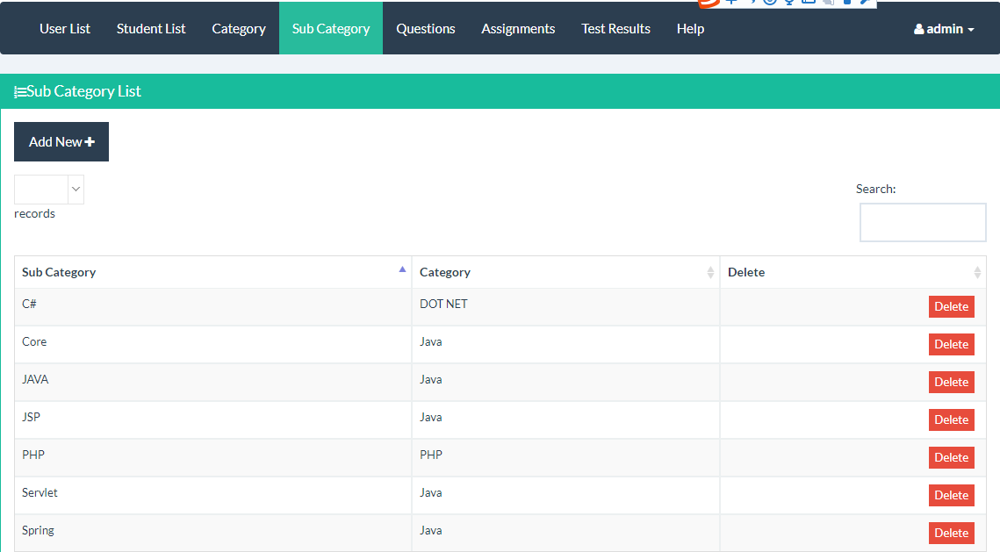 User List Student List Category Sub Category Questions Assignments Test Results Help admin
Sub Category List
Add New
Search:
records
Sub Category Category Delete
C# DOT NET Delete
Core Java Delete
JAVA Java Delete
JSP Java Delete
PHP PHP Delete
Servlet Java Delete
Spring Java Delete